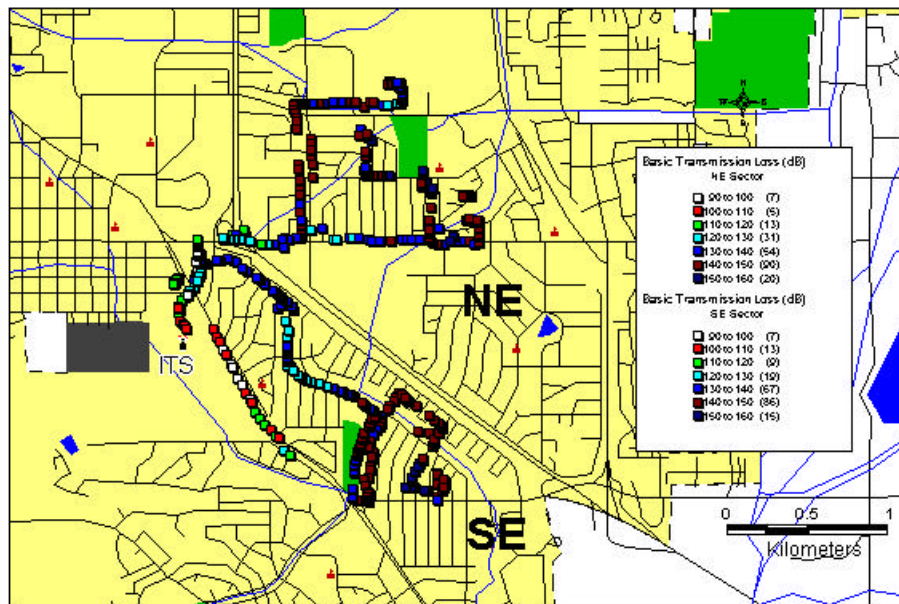 N
W E
S
Basic Transmission Loss (dB)
NE Sector
90 to 100 (7)
100 to 110 (5)
110 to 120 (13)
120 to 130 (31)
130 to 140 (54)
140 to 150 (90)
150 to 160 (20)
Basic Transmission Loss (dB)
SE Sector
90 to 100 (7)
100 to 110 (13)
110 to 120 (9)
120 to 130 (19)
130 to 140 (67)
140 to 150 (86)
150 to 160 (15)
NE
ITS
SE
0 0.5 1
Kilometers